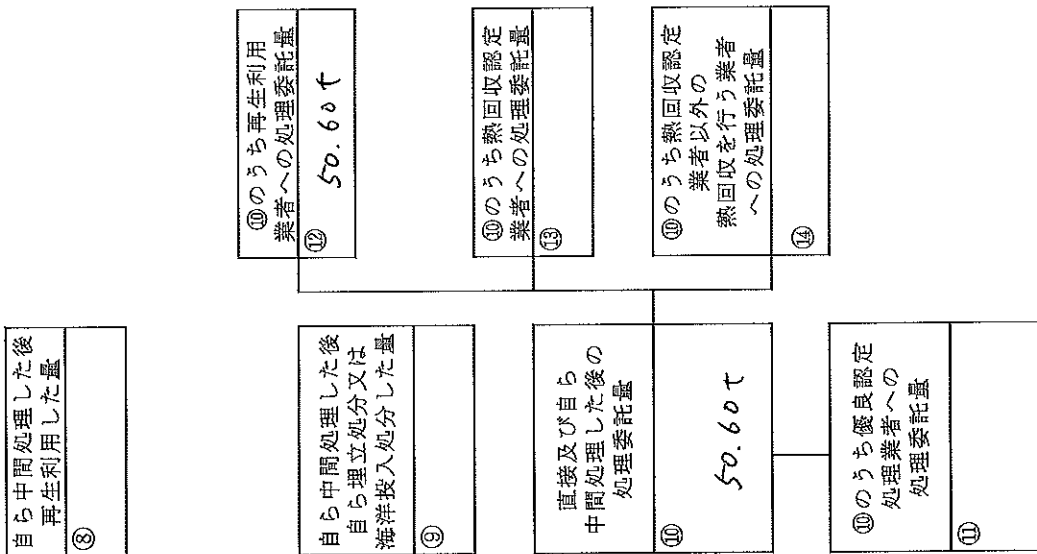 自ら中間処理した後
再生利用した量
⑧
自ら中間処理した後
自ら埋立処分又は
海洋投入処分した量
⑨
直接及び自ら
中間処理した後の
処理委託量
⑩
50.60t
⑩のうち優良認定
処理業者への
処理委託量
⑪
⑩のうち再生利用
業者への処理委託量
⑫
50.60t
⑩のうち熱回収認定
業者への処理委託量
⑬
⑩のうち熱回収認定
業者以外の
熱回収を行う業者
への処理委託量
⑭